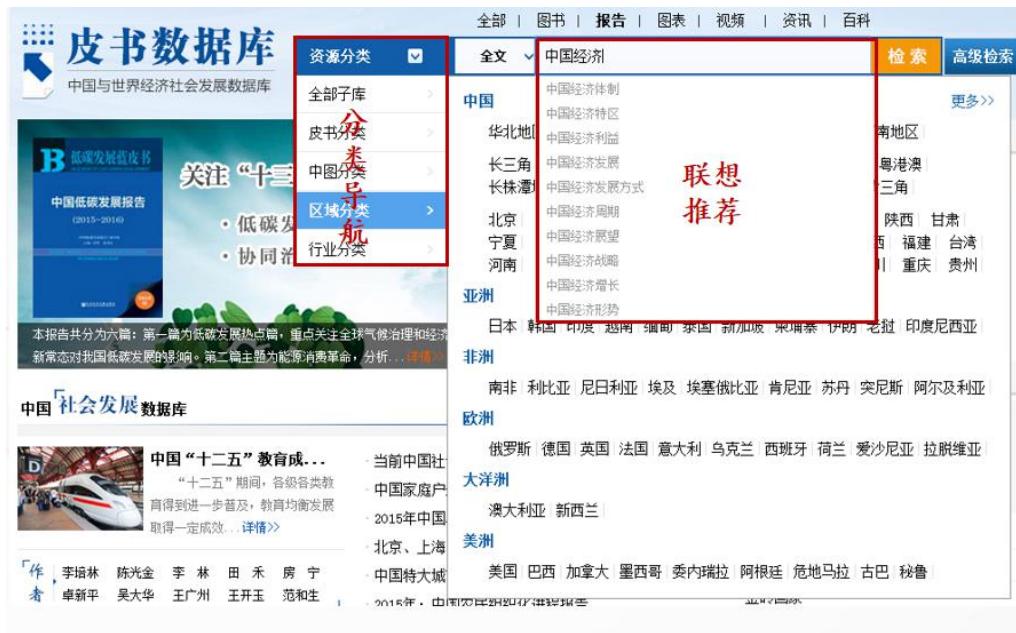 全部 | 图书 | 报告 | 图表 | 视频 | 资讯 | 百科
皮书数据库
中国与世界经济社会发展数据库
资源分类
全文
中国经济
检索
高级检索
全部子库
皮书分类
中图分类
区域分类
行业分类
分类导航
中国经济体制
中国经济特区
中国经济利益
中国经济发展
中国经济发展方式
中国经济周期
中国经济展望
中国经济战略
中国经济增长
中国经济形势
联想
推荐
中国
更多>>
华北地
南地区
长三角
粤港澳
长株潭
三角
北京
陕西 甘肃
宁夏
福建 台湾
河南
重庆 贵州
亚洲
日本 韩国 印度 越南 缅甸 泰国 新加坡 柬埔寨 伊朗 老挝 印度尼西亚
非洲
南非 利比亚 尼日利亚 埃及 埃塞俄比亚 肯尼亚 苏丹 突尼斯 阿尔及利亚
欧洲
俄罗斯 德国 英国 法国 意大利 乌克兰 西班牙 荷兰 爱沙尼亚 拉脱维亚
大洋洲
澳大利亚 新西兰
美洲
美国 巴西 加拿大 墨西哥 委内瑞拉 阿根廷 危地马拉 古巴 秘鲁
B 低碳发展蓝皮书
中国低碳发展报告
(2015~2016)
关注“十三
·低碳发
·协同治
本报告共分为六篇：第一篇为低碳发展热点篇，重点关注全球气候治理和经济
新常态对我国低碳发展的影响。第二篇主题为能源消费革命，分析...详情>>
中国「社会发展数据库
中国“十二五”教育成...
“十二五”期间，各级各类教
育得到进一步普及，教育均衡发展
取得一定成效...详情>>
当前中国社
中国家庭户
2015年中国
北京、上海
中国特大城
2015年：中国农民组织化进程报告
「作者」
李培林 陈光金 李林 田禾 房宁
卓新平 吴大华 王广州 王开玉 范和生